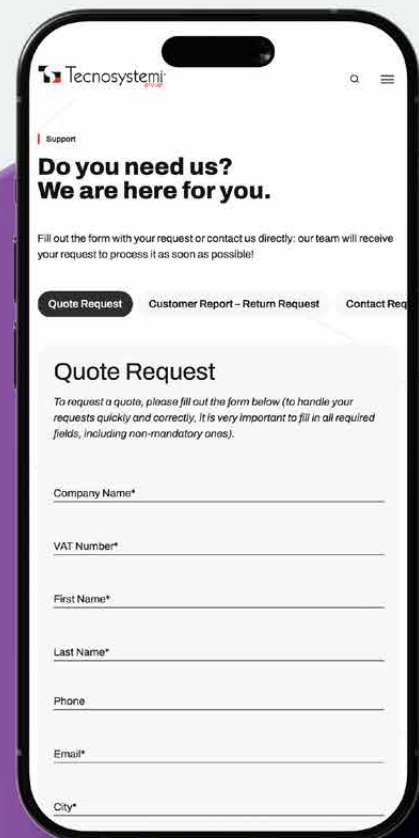 Tecnosystemi
group
Support
Do you need us?
We are here for you.
Fill out the form with your request or contact us directly: our team will receive
your request to process it as soon as possible!
Quote Request
Customer Report – Return Request
Contact Req
Quote Request
To request a quote, please fill out the form below (to handle your
requests quickly and correctly, it is very important to fill in all required
fields, including non-mandatory ones).
Company Name*
VAT Number*
First Name*
Last Name*
Phone
Email*
City*